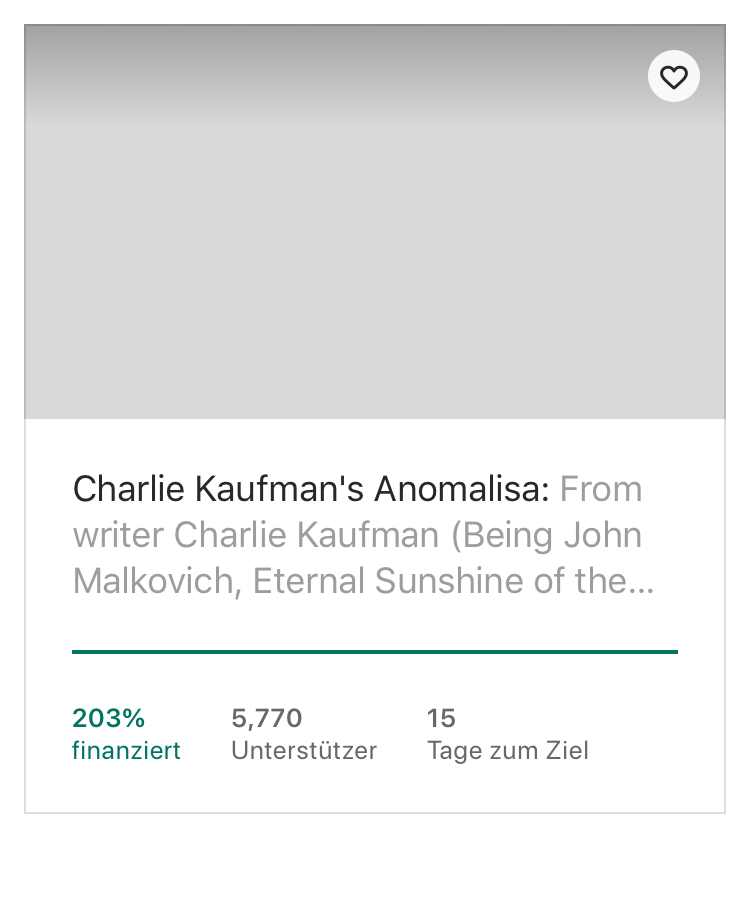 Charlie Kaufman's Anomalisa: From
writer Charlie Kaufman (Being John
Malkovich, Eternal Sunshine of the...
203%
finanziert
5,770
Unterstützer
15
Tage zum Ziel